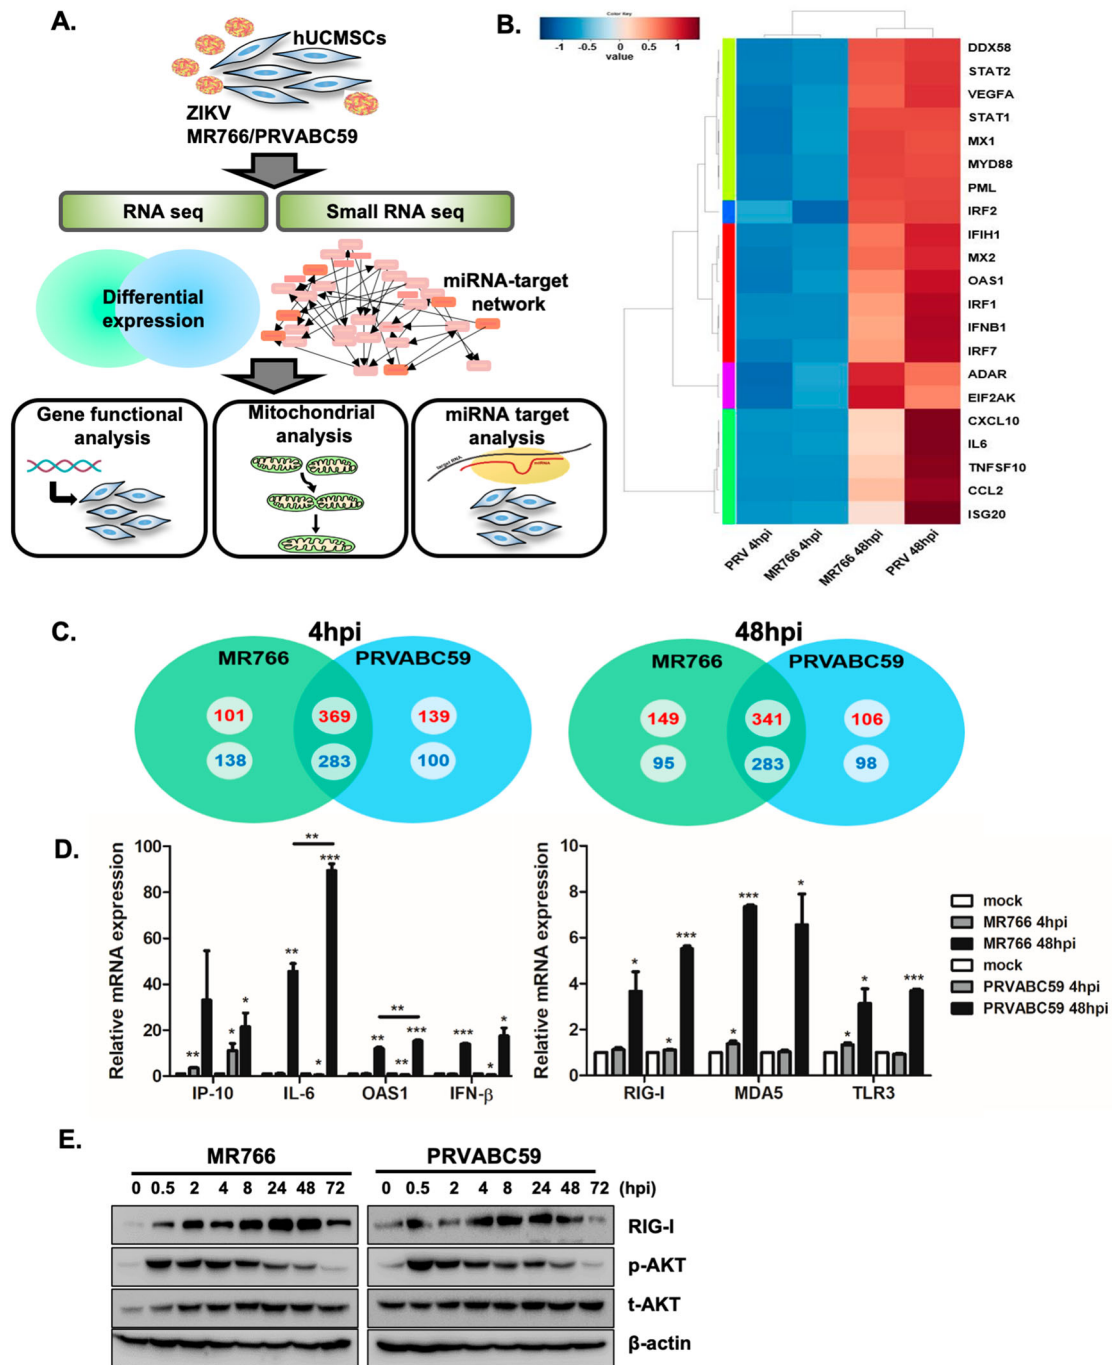 A.
hUCMSCs
ZIKV
MR766/PRVABC59
RNA seq
Small RNA seq
Differential
expression
miRNA-target
network
Gene functional
analysis
Mitochondrial
analysis
miRNA target
analysis
target RNA
miRNA
B.
Color Key
-1 -0.5 0 0.5 1
value
DDX58
STAT2
VEGFA
STAT1
MX1
MYD88
PML
IRF2
IFIH1
MX2
OAS1
IRF1
IFNB1
IRF7
ADAR
EIF2AK
CXCL10
IL6
TNFSF10
CCL2
ISG20
PRV 4hpi
MR766 4hpi
MR766 48hpi
PRV 48hpi
C.
4hpi
MR766 PRVABC59
101 369 139
138 283 100
48hpi
MR766 PRVABC59
149 341 106
95 283 98
D.
Relative mRNA expression
100
80
60
40
20
0
** * * ** * *** ** ** ** ** *** *** * *
IP-10 IL-6 OAS1 IFN-β
Relative mRNA expression
10
8
6
4
2
0
* * *** * *** * * * ***
RIG-I MDA5 TLR3
mock
MR766 4hpi
MR766 48hpi
mock
PRVABC59 4hpi
PRVABC59 48hpi
E.
MR766
0 0.5 2 4 8 24 48 72
PRVABC59
0 0.5 2 4 8 24 48 72 (hpi)
RIG-I
p-AKT
t-AKT
β-actin